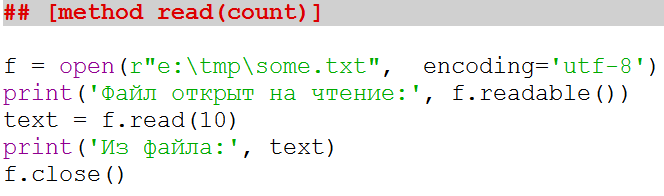 ## [method read(count)]
f = open(r"e:\tmp\some.txt",  encoding='utf-8')
print('Файл открыт на чтение:', f.readable())
text = f.read(10)
print('Из файла:', text)
f.close()